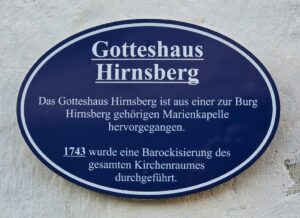 Gotteshaus
Hirnsberg
Das Gotteshaus Hirnsberg ist aus einer zur Burg
Hirnsberg gehörigen Marienkapelle
hervorgegangen.
1743 wurde eine Barockisierung des
gesamten Kirchenraumes
durchgeführt.